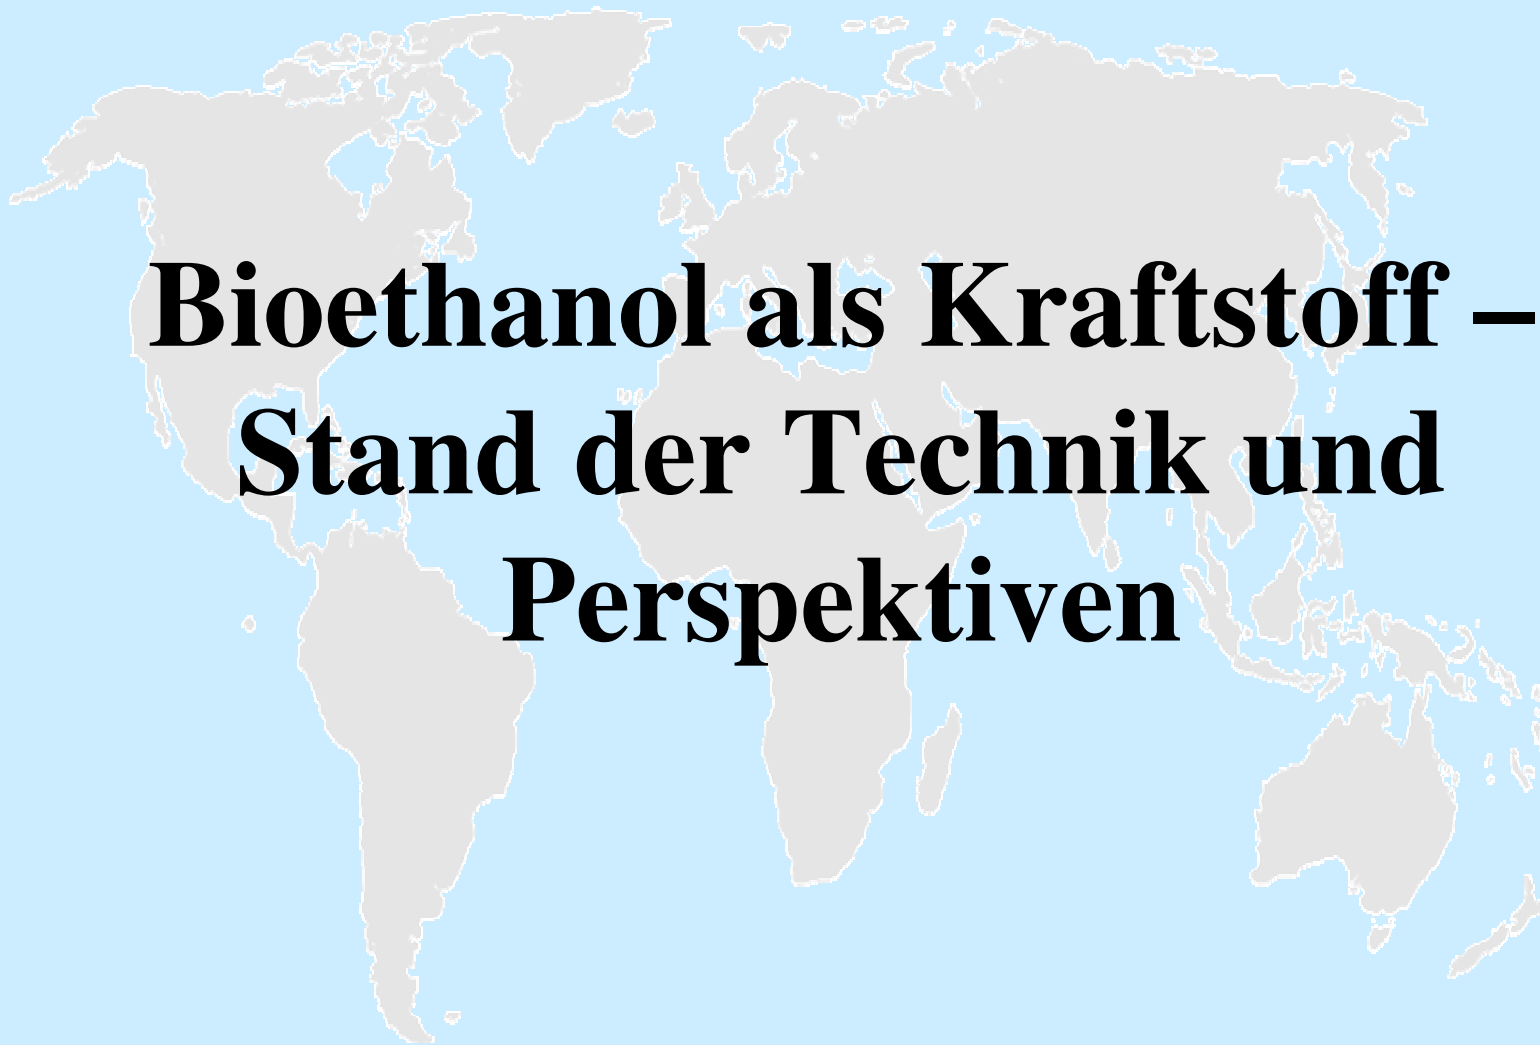 Bioethanol als Kraftstoff –
Stand der Technik und
Perspektiven